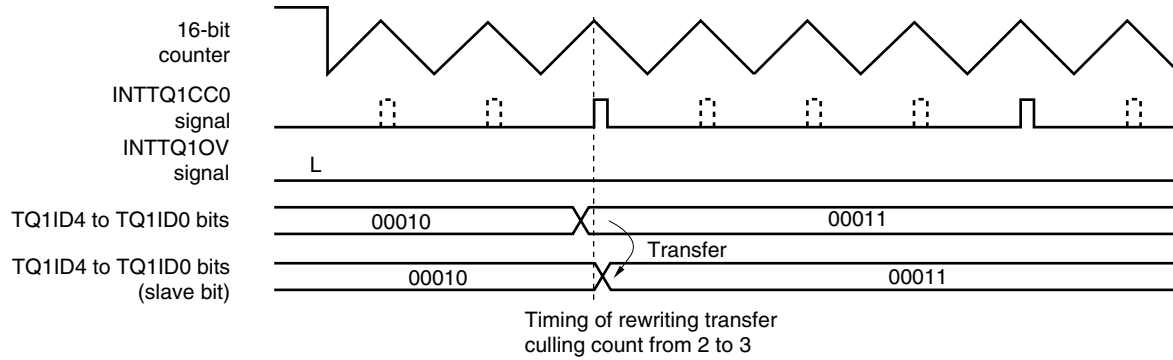 16-bit
counter
INTTQ1CC0
signal
INTTQ1OV
signal
L
TQ1ID4 to TQ1ID0 bits
00010
00011
Transfer
TQ1ID4 to TQ1ID0 bits
(slave bit)
00010
00011
Timing of rewriting transfer
culling count from 2 to 3